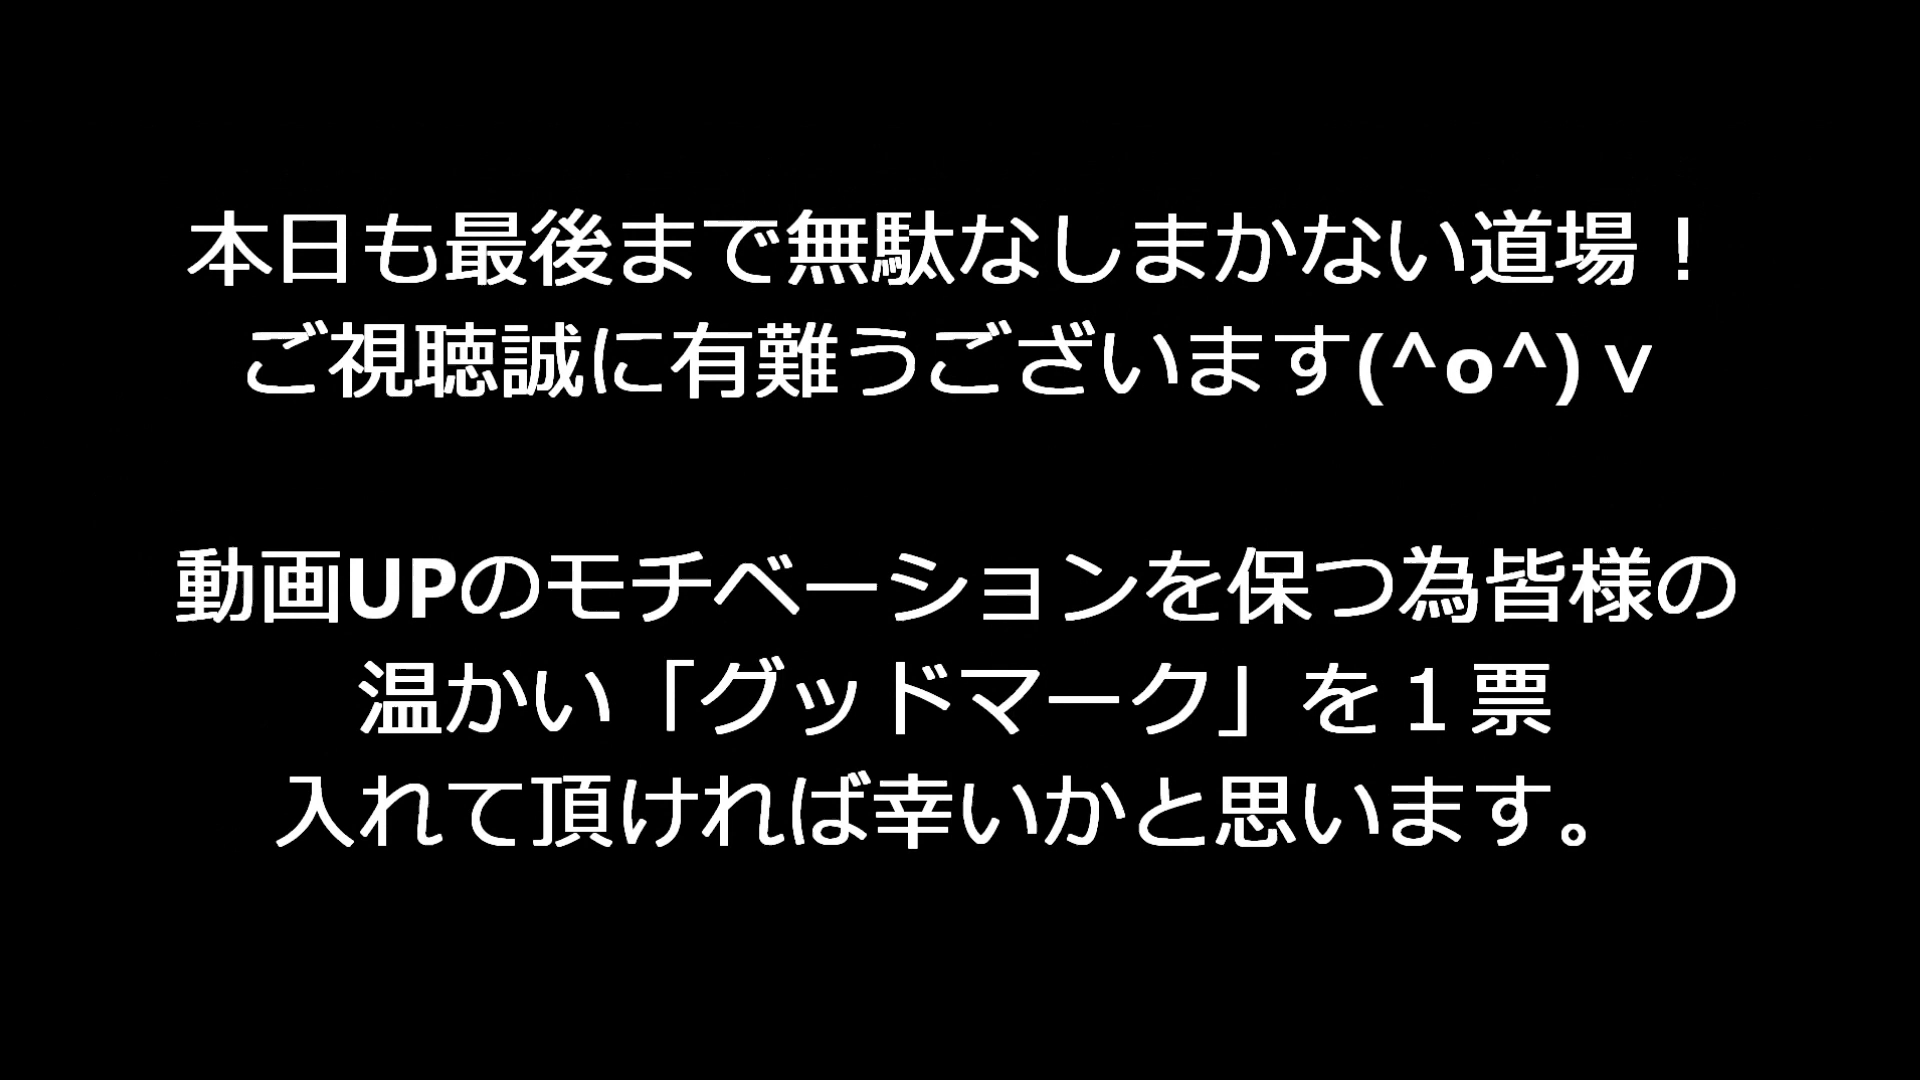 本日も最後まで無駄なしまかない道場！
ご視聴誠に有難うございます(^o^)ｖ
動画UPのモチベーションを保つ為皆様の
温かい「グッドマーク」を１票
入れて頂ければ幸いかと思います。